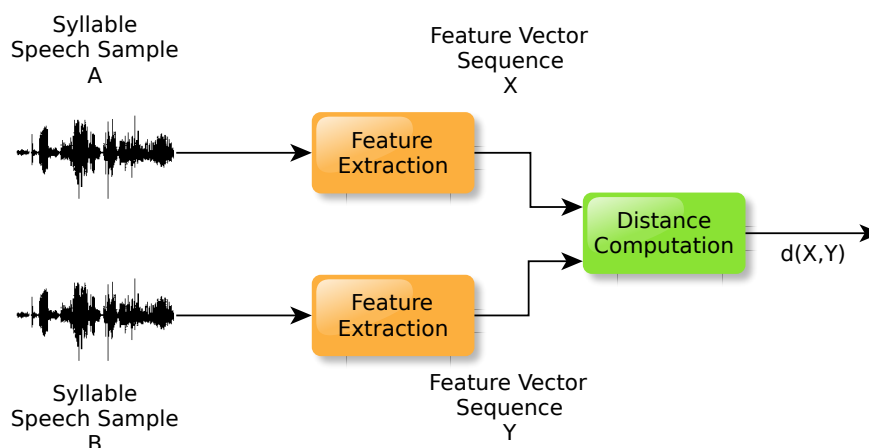 Syllable
Speech Sample
A
Feature Vector
Sequence
X
Feature
Extraction
Distance
Computation
d(X,Y)
Feature
Extraction
Syllable
Speech Sample
B
Feature Vector
Sequence
Y